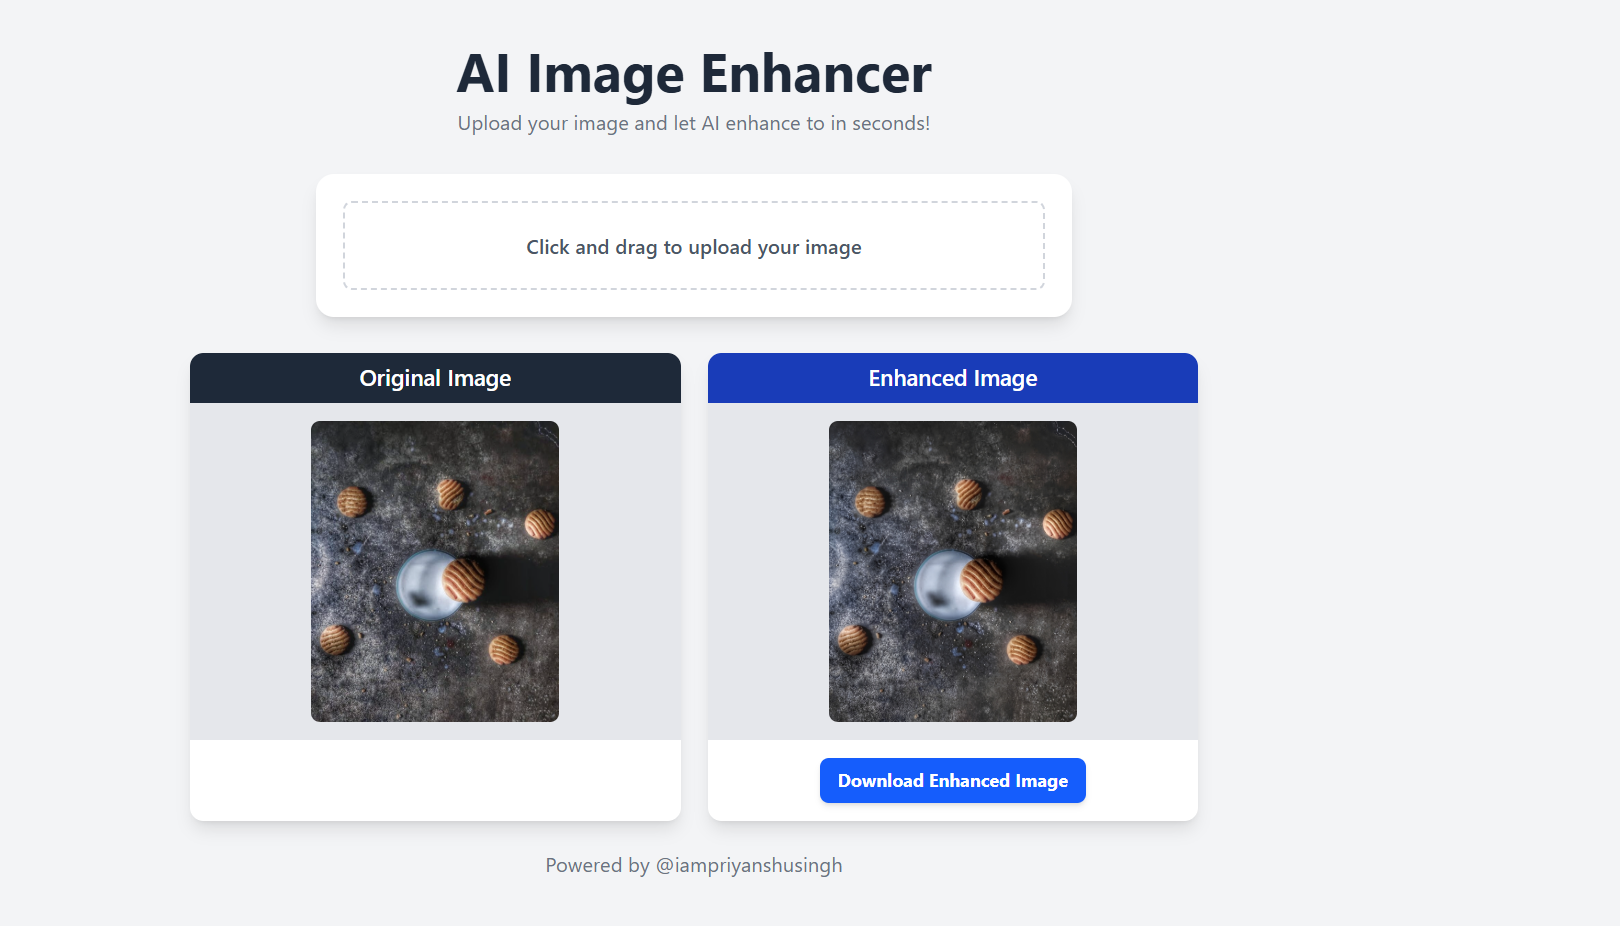 AI Image Enhancer
Upload your image and let AI enhance to in seconds!
Click and drag to upload your image
Original Image
Enhanced Image
Download Enhanced Image
Powered by @iampriyanshusingh